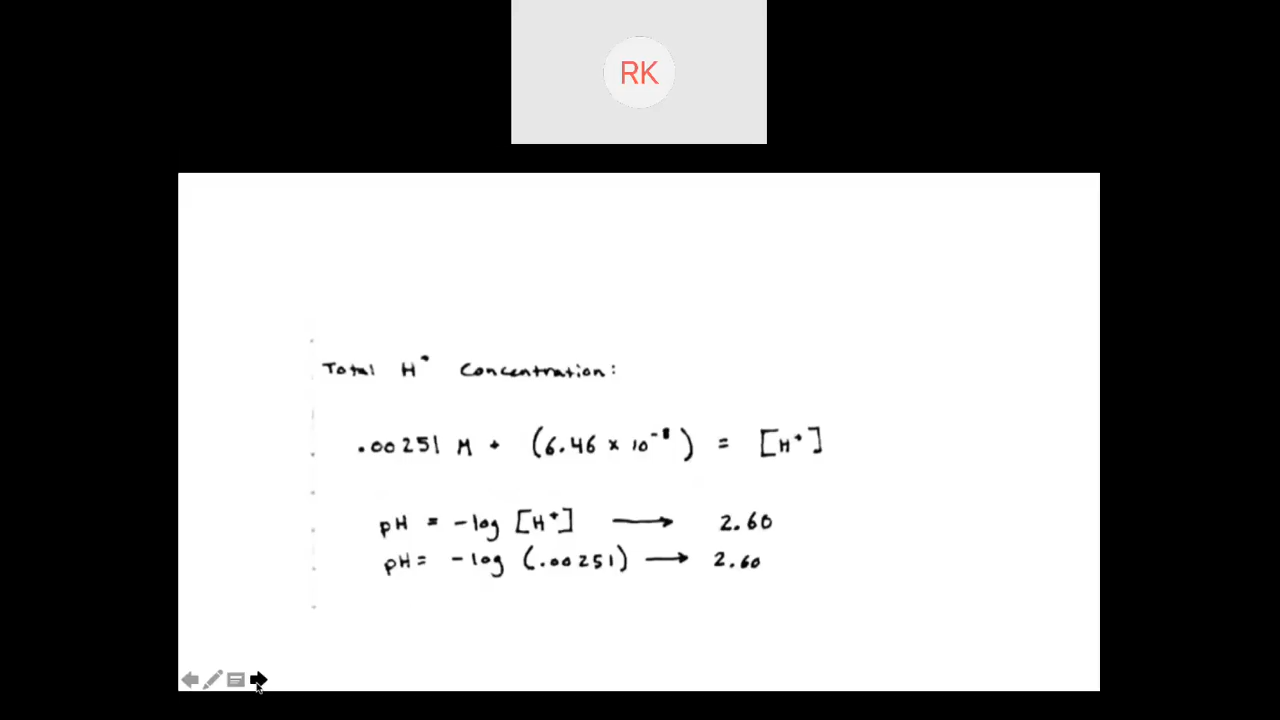 RK
Total H⁺ Concentration:
.00251 M + (6.46 x 10⁻⁸) = [H⁺]
pH = -log [H⁺] ⟶ 2.60
pH = -log (.00251) ⟶ 2.60